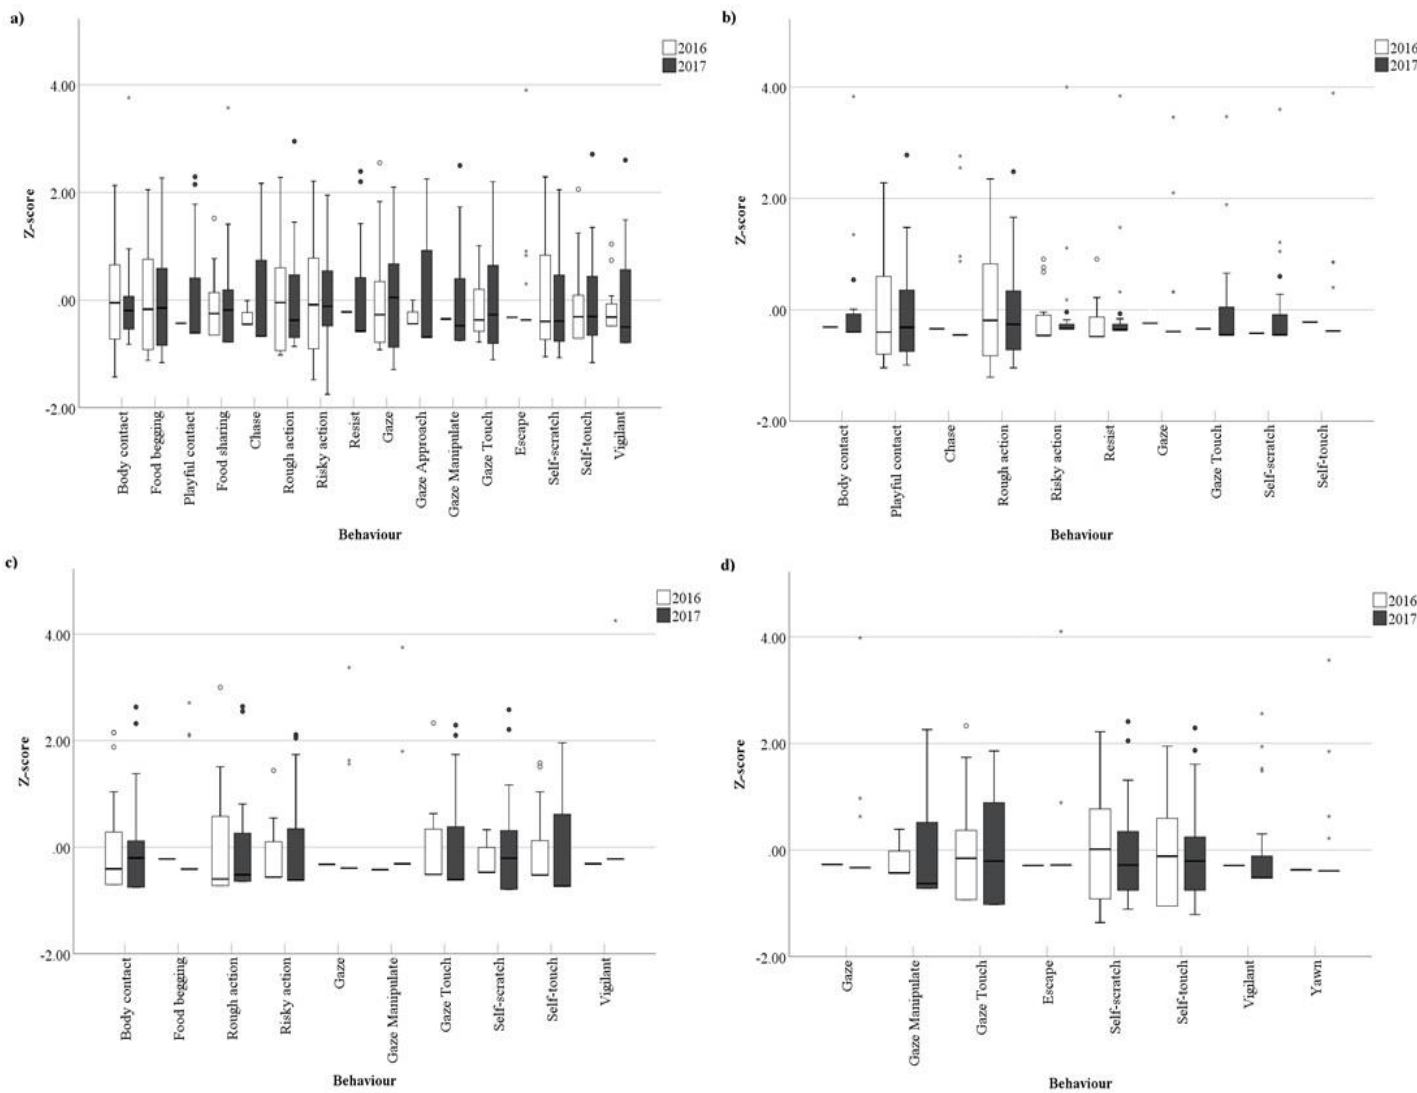 a)
2016
2017
4.00
2.00
.00
-2.00
Z-score
Body contact
Food begging
Playful contact
Food sharing
Chase
Rough action
Risky action
Resist
Gaze
Gaze Approach
Gaze Manipulate
Gaze Touch
Escape
Self-scratch
Self-touch
Vigilant
Behaviour
b)
2016
2017
4.00
2.00
.00
-2.00
Z-score
Body contact
Playful contact
Chase
Rough action
Risky action
Resist
Gaze
Gaze Touch
Self-scratch
Self-touch
Behaviour
c)
2016
2017
4.00
2.00
.00
-2.00
Z-score
Body contact
Food begging
Rough action
Risky action
Gaze
Gaze Manipulate
Gaze Touch
Self-scratch
Self-touch
Vigilant
Behaviour
d)
2016
2017
4.00
2.00
.00
-2.00
Z-score
Gaze
Gaze Manipulate
Gaze Touch
Escape
Self-scratch
Self-touch
Vigilant
Yawn
Behaviour